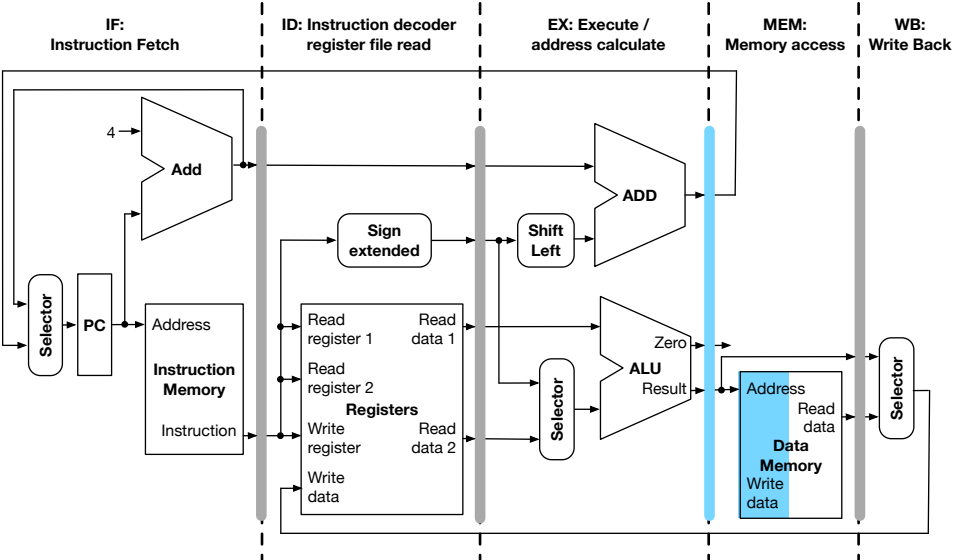 IF:
Instruction Fetch
ID: Instruction decoder
register file read
EX: Execute /
address calculate
MEM:
Memory access
WB:
Write Back
4
Add
ADD
Sign
extended
Shift
Left
Selector
PC
Address
Instruction
Memory
Instruction
Read
register 1
Read
data 1
Read
register 2
Registers
Write
register
Read
data 2
Write
data
Selector
Zero
ALU
Result
Address
Read
data
Data
Memory
Write
data
Selector